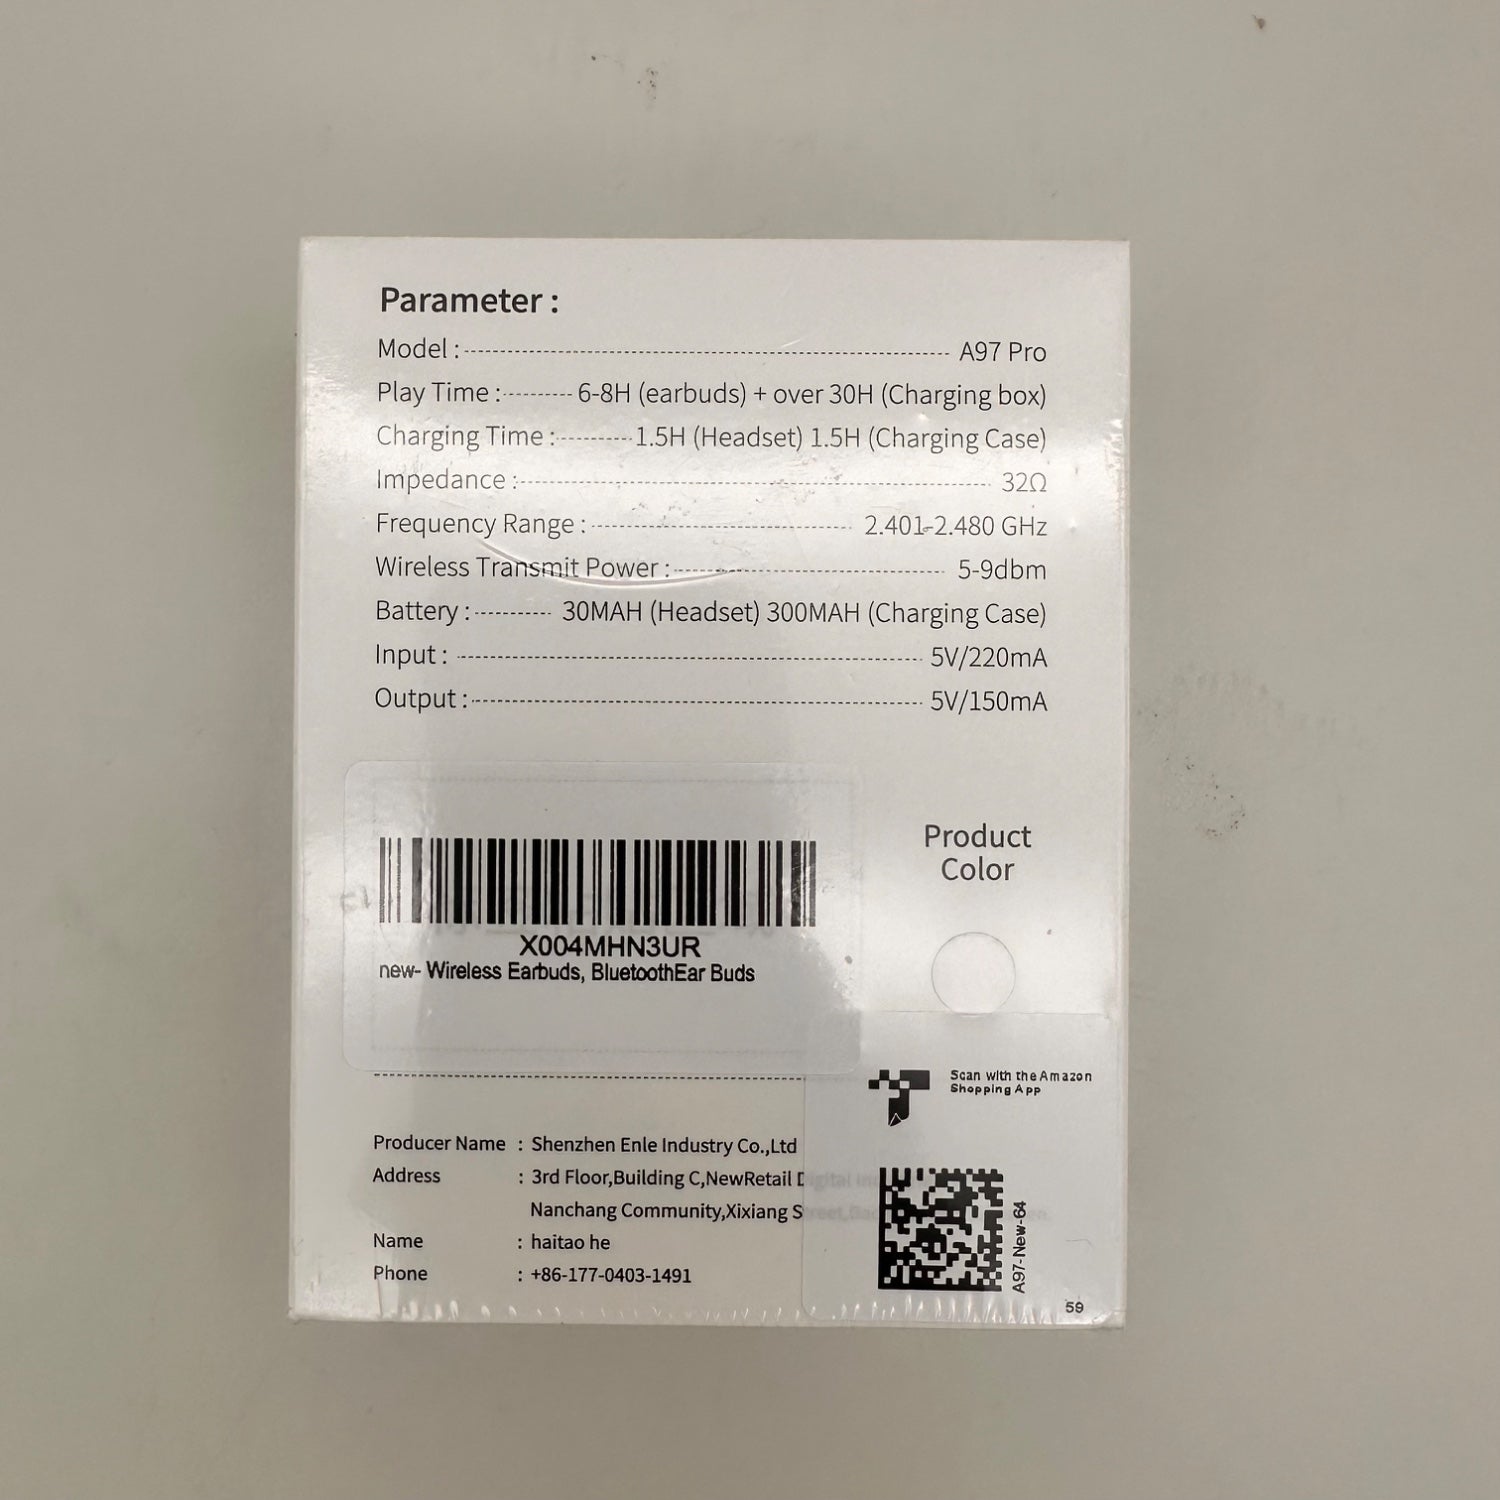 Parameter :
Model : A97 Pro
Play Time : 6-8H (earbuds) + over 30H (Charging box)
Charging Time : 1.5H (Headset) 1.5H (Charging Case)
Impedance : 32Ω
Frequency Range : 2.401-2.480 GHz
Wireless Transmit Power : 5-9dbm
Battery : 30MAH (Headset) 300MAH (Charging Case)
Input : 5V/220mA
Output : 5V/150mA
Product
Color
X004MHN3UR
new- Wireless Earbuds, BluetoothEar Buds
Scan with the Amazon
Shopping App
Producer Name : Shenzhen Enle Industry Co.,Ltd
Address : 3rd Floor,Building C,NewRetail Digital
Nanchang Community,Xixiang Street,
Name : haitao he
Phone : +86-177-0403-1491
A97-New-64
59